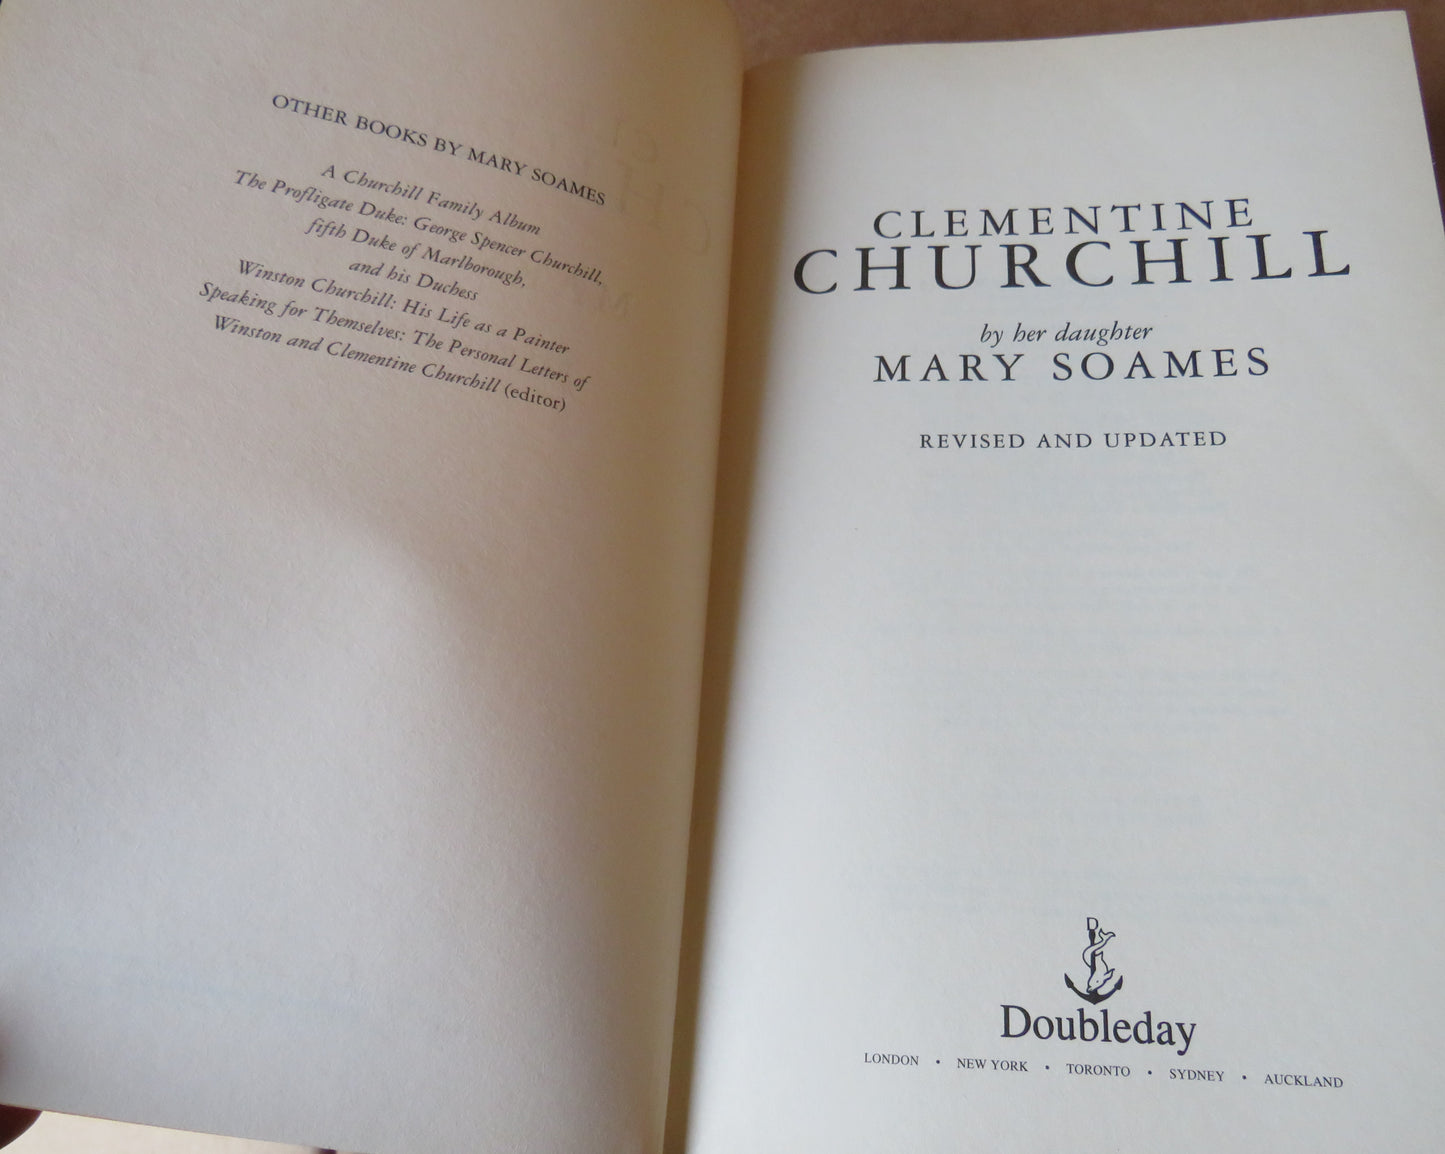 OTHER BOOKS BY MARY SOAMES
A Churchill Family Album
The Profligate Duke: George Spencer Churchill,
fifth Duke of Marlborough,
and his Duchess
Winston Churchill: His Life as a Painter
Speaking for Themselves: The Personal Letters of
Winston and Clementine Churchill (editor)
CLEMENTINE
CHURCHILL
by her daughter
MARY SOAMES
REVISED AND UPDATED
D
Doubleday
LONDON • NEW YORK • TORONTO • SYDNEY • AUCKLAND